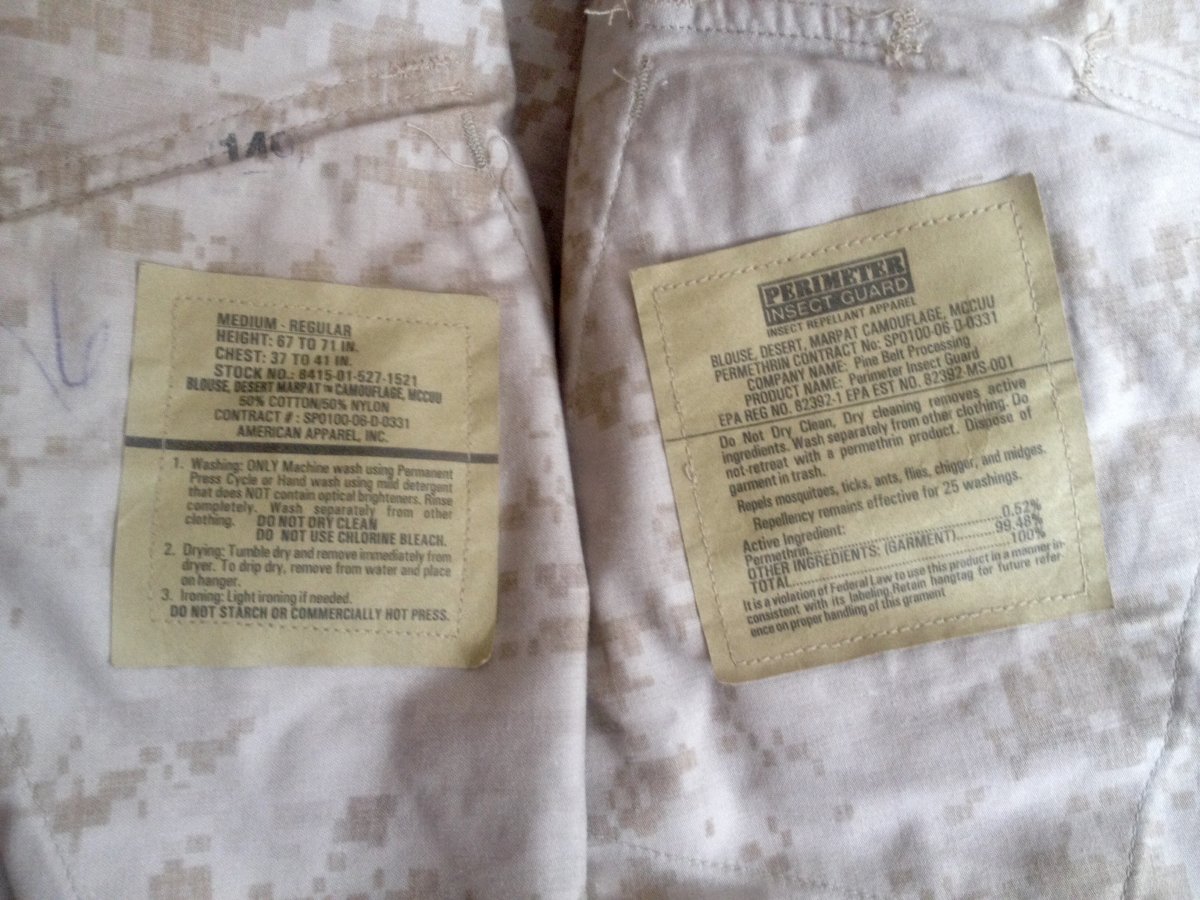 MEDIUM - REGULAR
HEIGHT: 67 TO 71 IN.
CHEST: 37 TO 41 IN.
STOCK NO.: 8415-01-527-1521
BLOUSE, DESERT MARPAT ™ CAMOUFLAGE, MCCUU
50% COTTON/50% NYLON
CONTRACT # : SPO100-06-D-0331
AMERICAN APPAREL, INC.
1. Washing: ONLY Machine wash using Permanent
Press Cycle or Hand wash using mild detergent
that does NOT contain optical brighteners. Rinse
completely. Wash separately from other
clothing. DO NOT DRY CLEAN
DO NOT USE CHLORINE BLEACH.
2. Drying: Tumble dry and remove immediately from
dryer. To drip dry, remove from water and place
on hanger.
3. Ironing: Light ironing if needed.
DO NOT STARCH OR COMMERCIALLY HOT PRESS.
PERIMETER
INSECT GUARD
INSECT REPELLANT APPAREL
BLOUSE, DESERT, MARPAT CAMOUFLAGE, MCCUU
PERMETHRIN CONTRACT No: SPO100-06-D-0331
COMPANY NAME: Pine Belt Processing
PRODUCT NAME: Perimeter Insect Guard
EPA REG NO. 82392-1 EPA EST NO. 82392 MS-001
Do Not Dry Clean, Dry cleaning removes active
ingredients. Wash separately from other clothing. Do
not-retreat with a permethrin product. Dispose of
garment in trash.
Repels mosquitoes, ticks, ants, flies, chigger, and midges.
Repellency remains effective for 25 washings.
Active Ingredient:
Permethrin......................................0.52%
OTHER INGREDIENTS: (GARMENT)............99.48%
TOTAL............................................100%
It is a violation of Federal Law to use this product in a manner in-
consistent with its labeling.Retain hangtag for future refer-
ence on proper handling of this grament